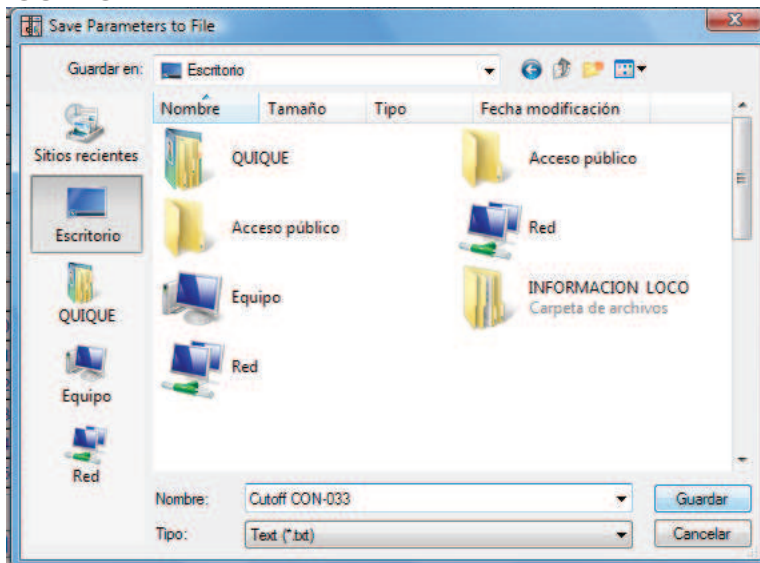 Save Parameters to File
Guardar en:
Escritorio
Nombre Tamaño Tipo Fecha modificación
Sitios recientes
Escritorio
QUIQUE
Equipo
Red
QUIQUE
Acceso público
Acceso público
Red
Equipo
INFORMACION LOCO
Carpeta de archivos
Red
Nombre: Cutoff CON-033 Guardar
Tipo: Text (*.txt) Cancelar